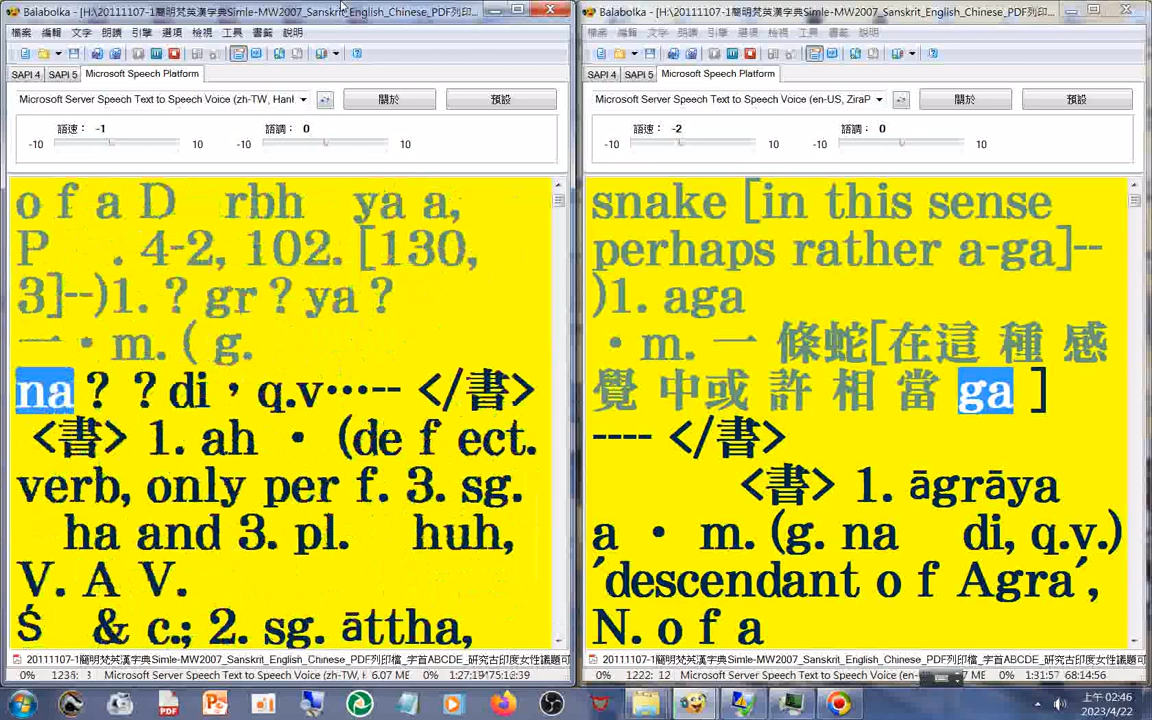 Balabolka - [H:\20111107-1簡明梵英漢字典Simle-MW2007_Sanskrit_English_Chinese_PDF列印...
檔案 編輯 文字 朗讀 引擎 選項 檢視 工具 書籤 說明
SAPI 4 SAPI 5 Microsoft Speech Platform
Microsoft Server Speech Text to Speech Voice (zh-TW, Hanl
關於 預設
語速： -1 語調： 0
-10 10 -10 10
o f a D rbh ya a,
P . 4-2, 102. [130,
3]--)1. ? gr ? ya ?
一‧m. ( g.
na ? ? di，q.v…-- </書>
<書> 1. ah ‧ (de f ect.
verb, only per f. 3. sg.
ha and 3. pl. huh,
V. A V.
Ś & c.; 2. sg. āttha,
20111107-1簡明梵英漢字典Simle-MW2007_Sanskrit_English_Chinese_PDF列印檔_字首ABCDE_研究古印度女性議題可
0% 1236: 3 Microsoft Server Speech Text to Speech Voice (zh-TW, 6.07 MB 0%
Balabolka - [H:\20111107-1簡明梵英漢字典Simle-MW2007_Sanskrit_English_Chinese_PDF列印...
檔案 編輯 文字 朗讀 引擎 選項 檢視 工具 書籤 說明
SAPI 4 SAPI 5 Microsoft Speech Platform
Microsoft Server Speech Text to Speech Voice (en-US, ZiraP
關於 預設
語速： -2 語調： 0
-10 10 -10 10
snake [in this sense
perhaps rather a-ga]--
)1. aga
‧m. 一 條蛇[在這 種 感
覺 中或 許 相 當 ga ]
---- </書>
<書> 1. āgrāya
a ‧ m. (g. na di, q.v.)
´descendant o f Agra´,
N. o f a
20111107-1簡明梵英漢字典Simle-MW2007_Sanskrit_English_Chinese_PDF列印檔_字首ABCDE_研究古印度女性議題可
0% 1222: 12 Microsoft Server Speech Text to Speech Voice (en-US, 0% 1:31:57 68:14:56
上午 02:46
2023/4/22